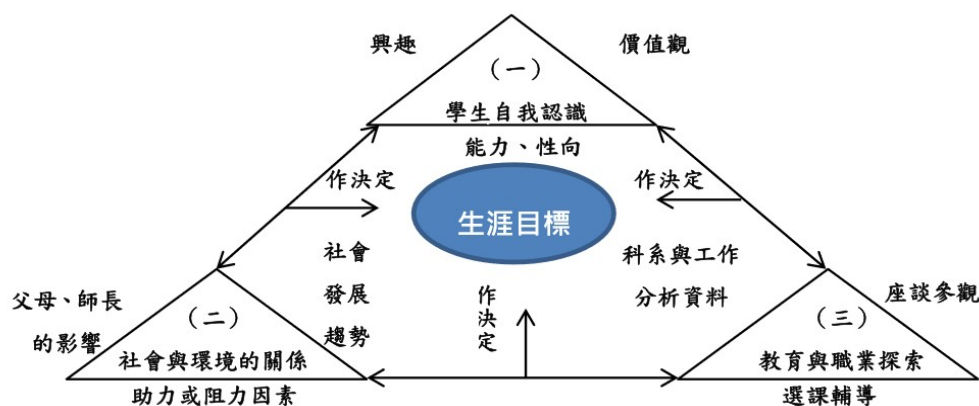 興趣
價值觀
（一）
學生自我認識
能力、性向
作決定
作決定
生涯目標
社會
發展
趨勢
科系與工作
分析資料
作決定
父母、師長
的影響
（二）
社會與環境的關係
助力或阻力因素
座談參觀
（三）
教育與職業探索
選課輔導